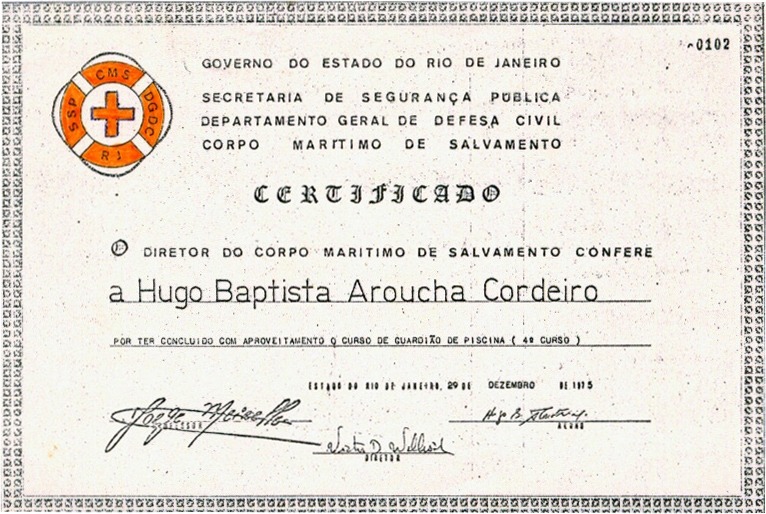 0102
CMS
SSP
DGDC
RJ
GOVERNO DO ESTADO DO RIO DE JANEIRO
SECRETARIA DE SEGURANÇA PÚBLICA
DEPARTAMENTO GERAL DE DEFESA CIVIL
CORPO MARÍTIMO DE SALVAMENTO
CERTIFICADO
O DIRETOR DO CORPO MARITIMO DE SALVAMENTO CONFERE
a Hugo Baptista Aroucha Cordeiro
POR TER CONCLUIDO COM APROVEITAMENTO O CURSO DE GUARDIÃO DE PISCINA ( 4º CURSO )
ESTADO DO RIO DE JANEIRO, 29 DE DEZEMBRO DE 1975
PROFESSOR
ALUNO
DIRETOR